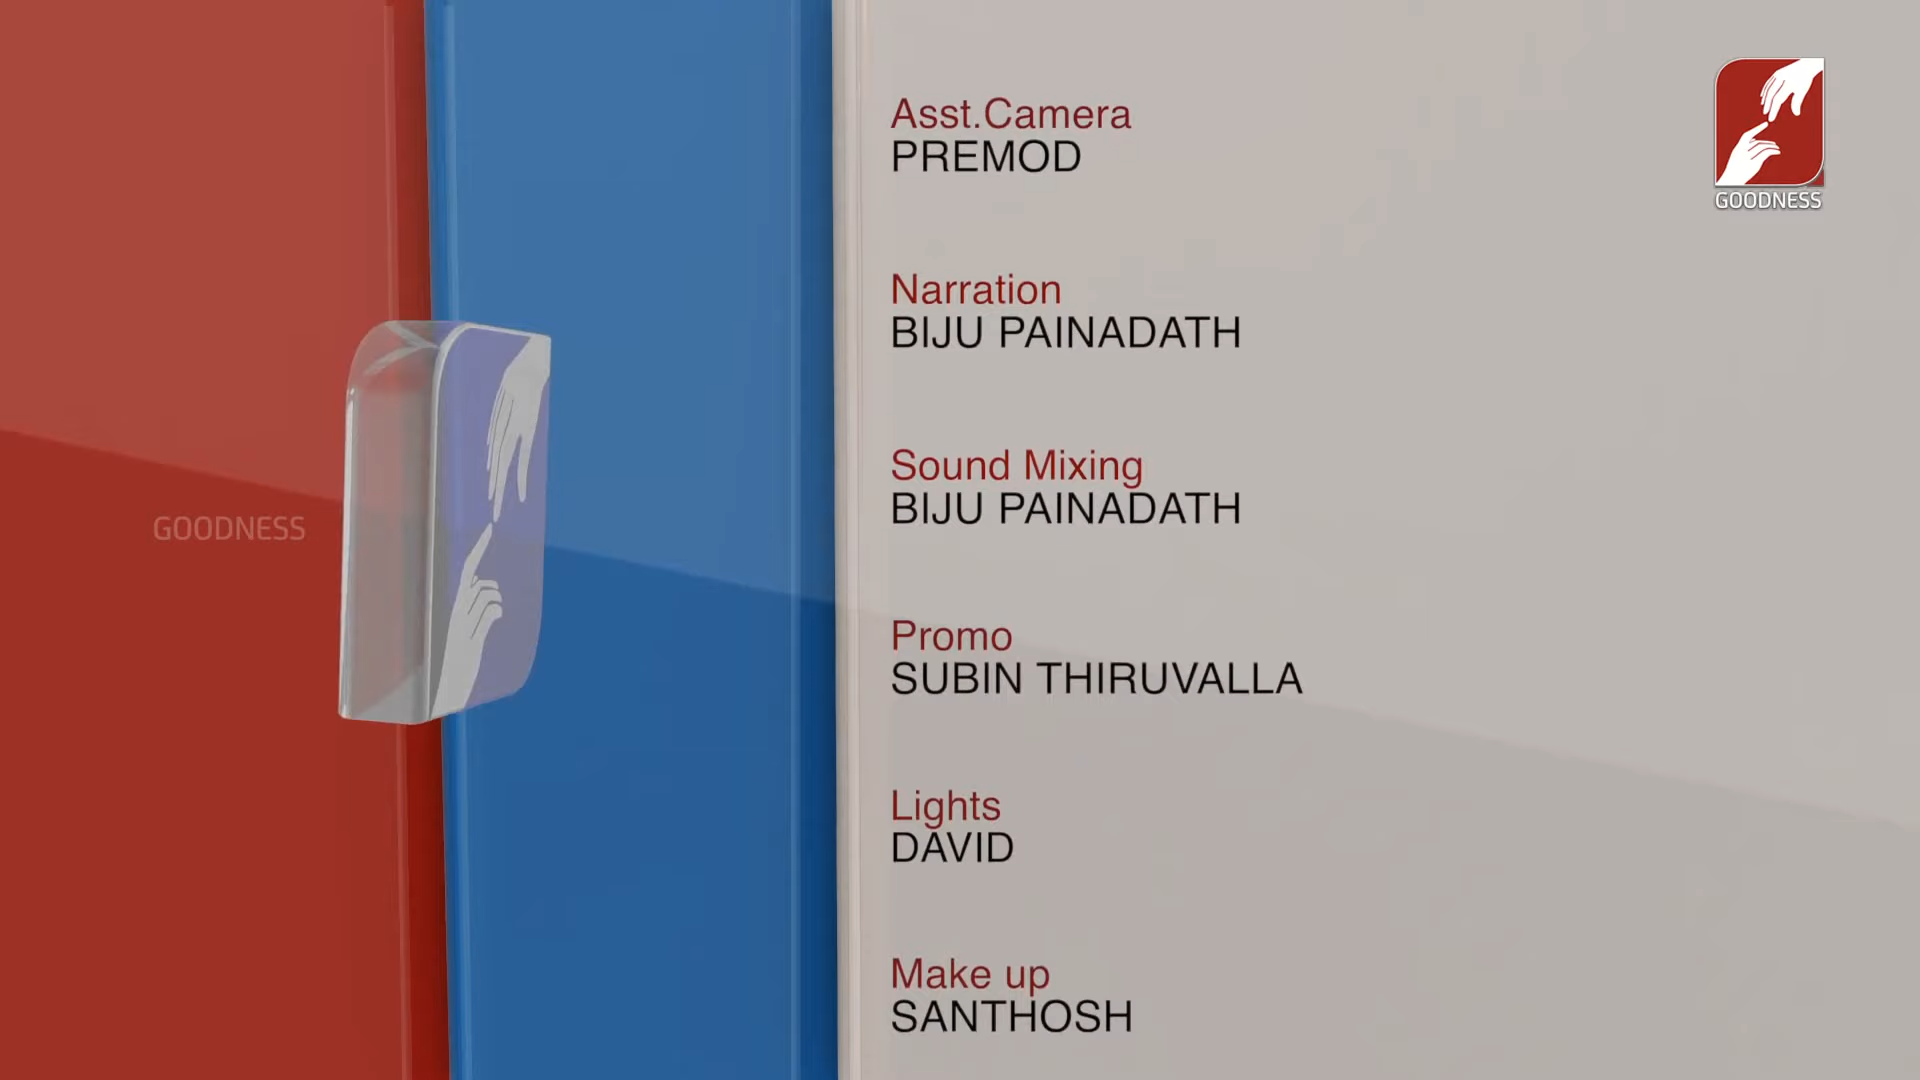 Asst.Camera
PREMOD
GOODNESS
Narration
BIJU PAINADATH
Sound Mixing
BIJU PAINADATH
GOODNESS
Promo
SUBIN THIRUVALLA
Lights
DAVID
Make up
SANTHOSH